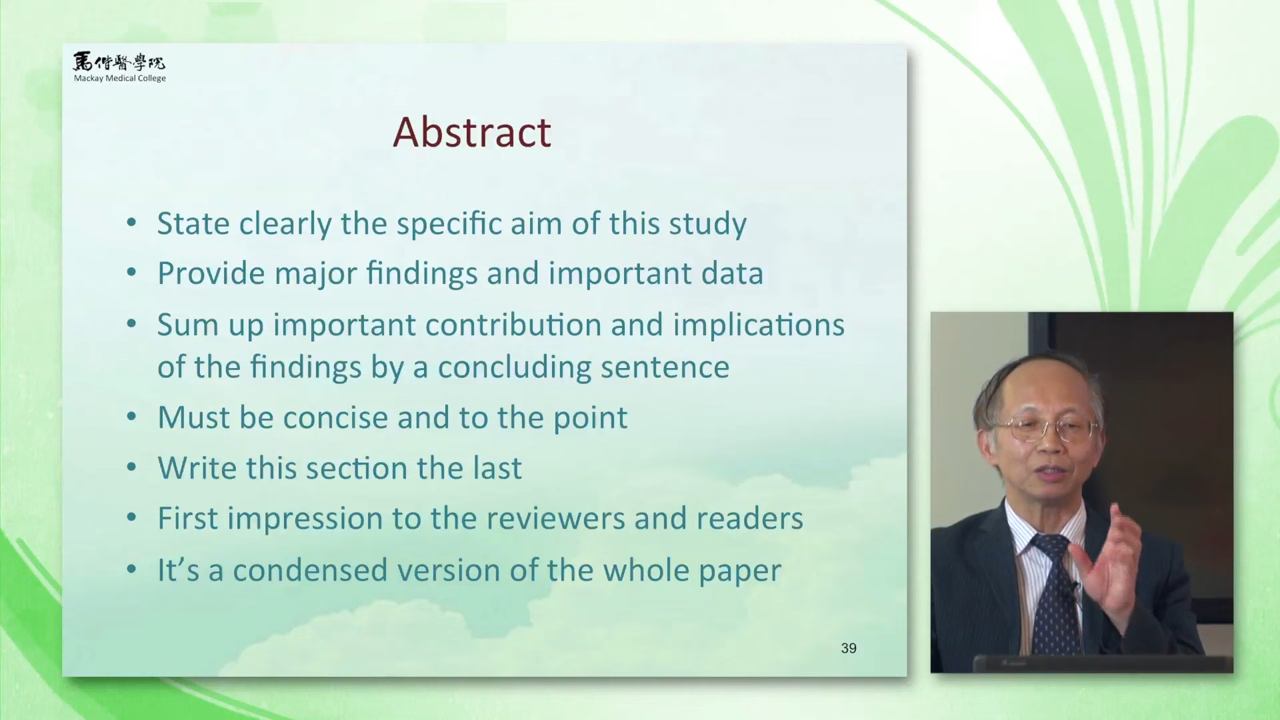 馬偕醫學院
Mackay Medical College
Abstract
• State clearly the specific aim of this study
• Provide major findings and important data
• Sum up important contribution and implications
of the findings by a concluding sentence
• Must be concise and to the point
• Write this section the last
• First impression to the reviewers and readers
• It’s a condensed version of the whole paper
39